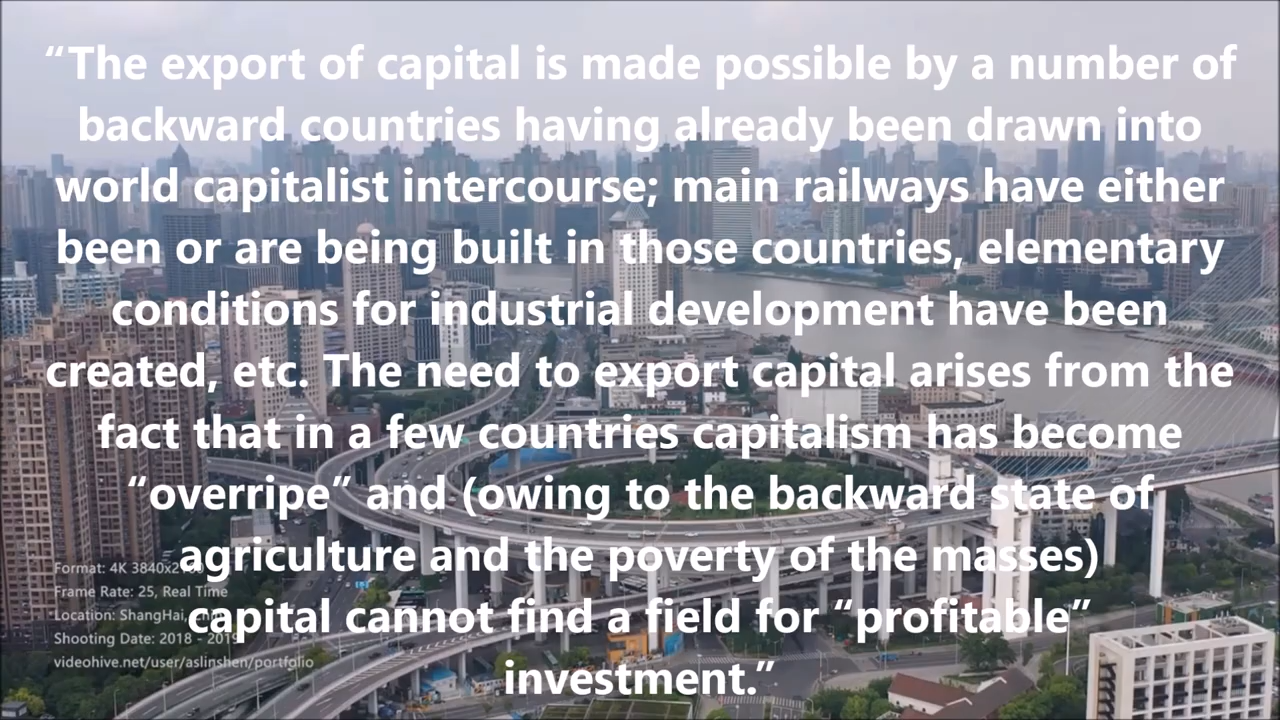 “The export of capital is made possible by a number of
backward countries having already been drawn into
world capitalist intercourse; main railways have either
been or are being built in those countries, elementary
conditions for industrial development have been
created, etc. The need to export capital arises from the
fact that in a few countries capitalism has become
“overripe” and (owing to the backward state of
agriculture and the poverty of the masses)
capital cannot find a field for “profitable”
investment.”
Format: 4K
Frame Rate: 25, Real Time
Location: ShangHai,
Shooting Date: 2018 - 2019
videohive.net/user/aslinshen/portfolio